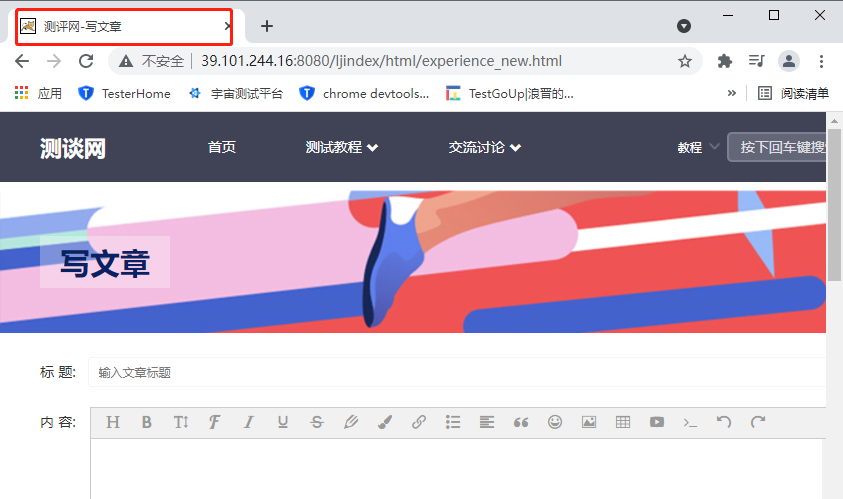 测评网-写文章
不安全 39.101.244.16:8080/ljindex/html/experience_new.html
应用 TesterHome 宇宙测试平台 chrome devtools... TestGoUp|浪晋的... » 阅读清单
测谈网 首页 测试教程 交流讨论 教程 按下回车键搜
写文章
标 题: 输入文章标题
内 容: